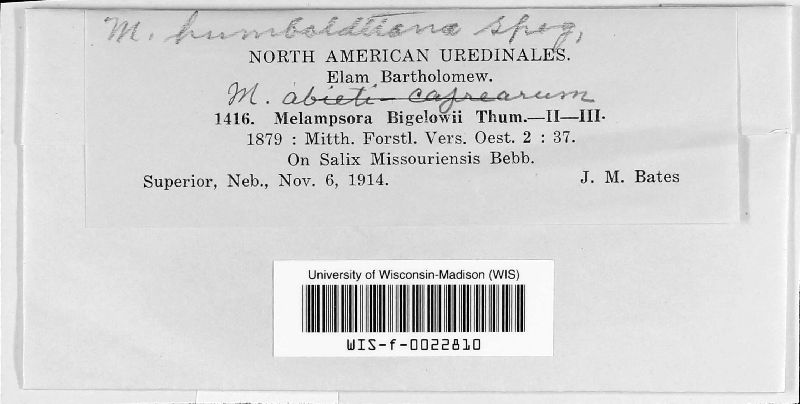 M. humboldtiana Speg,
NORTH AMERICAN UREDINALES.
Elam Bartholomew.
M. abieti-caprearum
1416. Melampsora Bigelowii Thum.—II—III.
1879 : Mitth. Forstl. Vers. Oest. 2 : 37.
On Salix Missouriensis Bebb.
Superior, Neb., Nov. 6, 1914. J. M. Bates
University of Wisconsin-Madison (WIS)
WIS-f-0022810